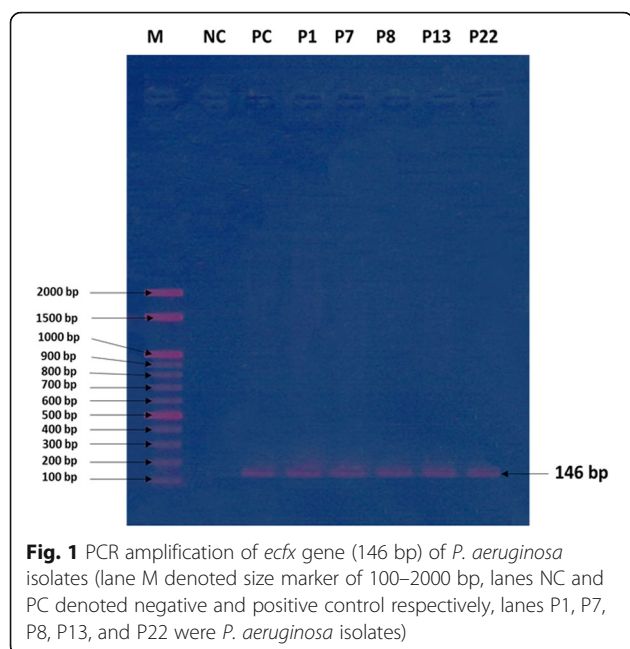 M NC PC P1 P7 P8 P13 P22
2000 bp
1500 bp
1000 bp
900 bp
800 bp
700 bp
600 bp
500 bp
400 bp
300 bp
200 bp
100 bp
146 bp
Fig. 1 PCR amplification of ecfx gene (146 bp) of P. aeruginosa
isolates (lane M denoted size marker of 100–2000 bp, lanes NC and
PC denoted negative and positive control respectively, lanes P1, P7,
P8, P13, and P22 were P. aeruginosa isolates)